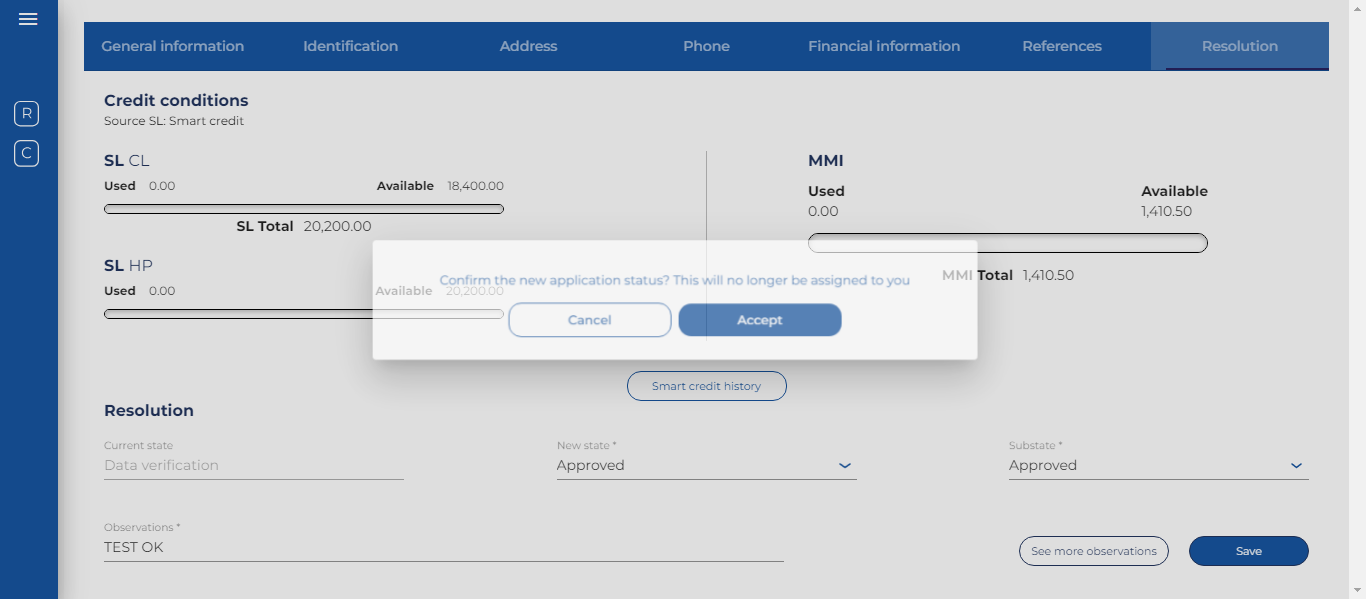 General information Identification Address Phone Financial information References Resolution
R
C
Credit conditions
Source SL: Smart credit
SL CL
Used 0.00 Available 18,400.00
SL Total 20,200.00
SL HP
Used 0.00 Available 20,200.00
MMI
Used Available
0.00 1,410.50
MMI Total 1,410.50
Confirm the new application status? This will no longer be assigned to you
Cancel Accept
Smart credit history
Resolution
Current state New state * Substate *
Data verification Approved Approved
Observations *
TEST OK
See more observations Save